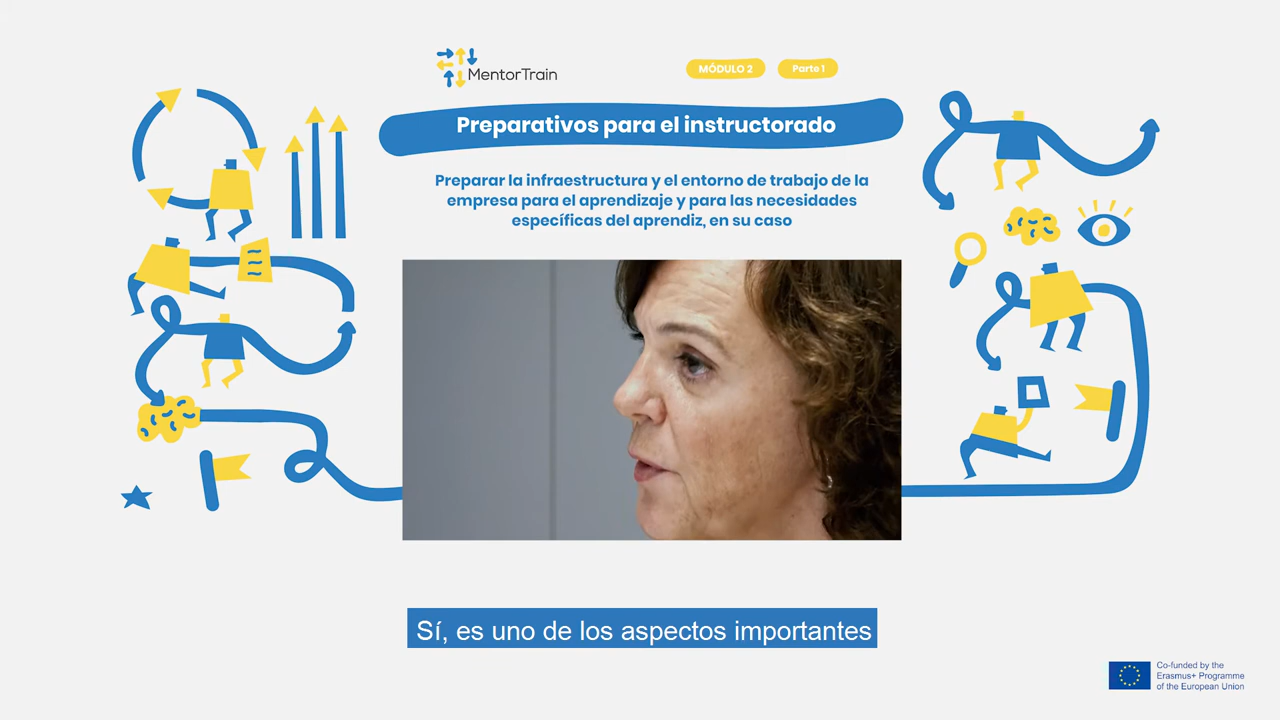 MentorTrain
MÓDULO 2
Parte 1
Preparativos para el instructorado
Preparar la infraestructura y el entorno de trabajo de la
empresa para el aprendizaje y para las necesidades
específicas del aprendiz, en su caso
Sí, es uno de los aspectos importantes
Co-funded by the
Erasmus+ Programme
of the European Union